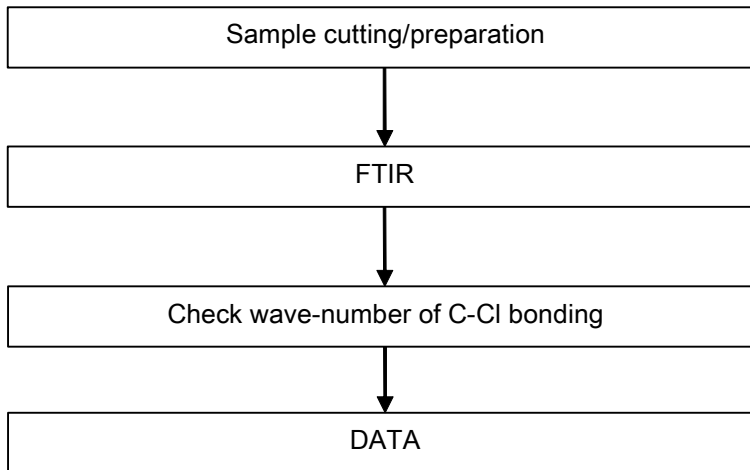 Sample cutting/preparation
FTIR
Check wave-number of C-Cl bonding
DATA